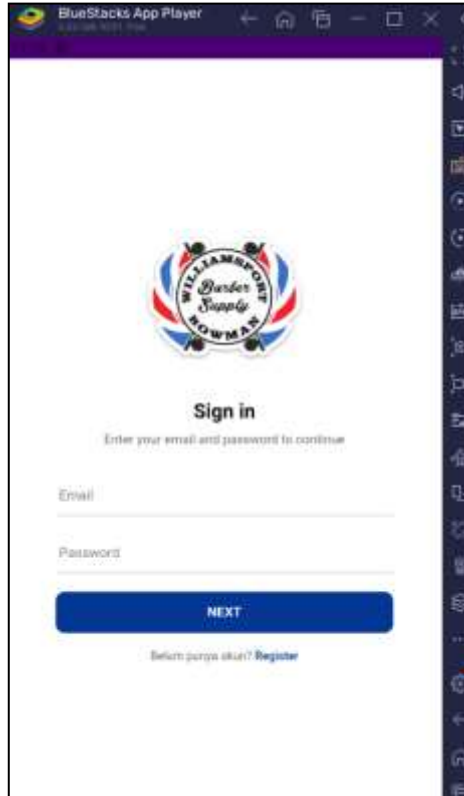 BlueStacks App Player
WILLIAMSPORT
Barber
Supply
BOWMAN
Sign in
Enter your email and password to continue
Email
Password
NEXT
Belum punya akun? Register